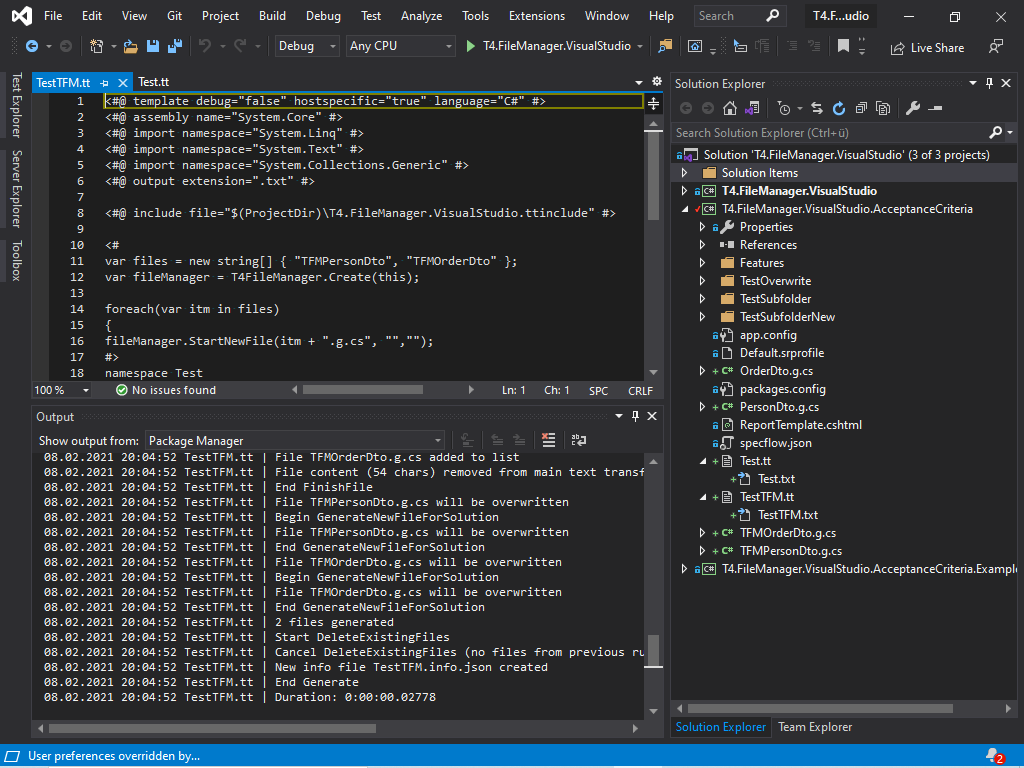 File Edit View Git Project Build Debug Test Analyze Tools Extensions Window Help Search T4.F...udio
Debug Any CPU T4.FileManager.VisualStudio Live Share
Test Explorer
Server Explorer
Toolbox
TestTFM.tt Test.tt
1 <#@ template debug="false" hostspecific="true" language="C#" #>
2 <#@ assembly name="System.Core" #>
3 <#@ import namespace="System.Linq" #>
4 <#@ import namespace="System.Text" #>
5 <#@ import namespace="System.Collections.Generic" #>
6 <#@ output extension=".txt" #>
7
8 <#@ include file="$(ProjectDir)\T4.FileManager.VisualStudio.ttinclude" #>
9
10 <#
11 var files = new string[] { "TFMPersonDto", "TFMOrderDto" };
12 var fileManager = T4FileManager.Create(this);
13
14 foreach(var itm in files)
15 {
16 fileManager.StartNewFile(itm + ".g.cs", "","");
17 #>
18 namespace Test
100 % No issues found Ln: 1 Ch: 1 SPC CRLF
Output
Show output from: Package Manager
08.02.2021 20:04:52 TestTFM.tt | File TFMOrderDto.g.cs added to list
08.02.2021 20:04:52 TestTFM.tt | File content (54 chars) removed from main text transf
08.02.2021 20:04:52 TestTFM.tt | End FinishFile
08.02.2021 20:04:52 TestTFM.tt | File TFMPersonDto.g.cs will be overwritten
08.02.2021 20:04:52 TestTFM.tt | Begin GenerateNewFileForSolution
08.02.2021 20:04:52 TestTFM.tt | File TFMPersonDto.g.cs will be overwritten
08.02.2021 20:04:52 TestTFM.tt | End GenerateNewFileForSolution
08.02.2021 20:04:52 TestTFM.tt | File TFMOrderDto.g.cs will be overwritten
08.02.2021 20:04:52 TestTFM.tt | Begin GenerateNewFileForSolution
08.02.2021 20:04:52 TestTFM.tt | File TFMOrderDto.g.cs will be overwritten
08.02.2021 20:04:52 TestTFM.tt | End GenerateNewFileForSolution
08.02.2021 20:04:52 TestTFM.tt | 2 files generated
08.02.2021 20:04:52 TestTFM.tt | Start DeleteExistingFiles
08.02.2021 20:04:52 TestTFM.tt | Cancel DeleteExistingFiles (no files from previous ru
08.02.2021 20:04:52 TestTFM.tt | New info file TestTFM.info.json created
08.02.2021 20:04:52 TestTFM.tt | End Generate
08.02.2021 20:04:52 TestTFM.tt | Duration: 0:00:00.02778
Solution Explorer
Search Solution Explorer (Ctrl+ü)
Solution 'T4.FileManager.VisualStudio' (3 of 3 projects)
Solution Items
C# T4.FileManager.VisualStudio
C# T4.FileManager.VisualStudio.AcceptanceCriteria
Properties
References
Features
TestOverwrite
TestSubfolder
TestSubfolderNew
app.config
Default.srprofile
C# OrderDto.g.cs
packages.config
C# PersonDto.g.cs
ReportTemplate.cshtml
specflow.json
Test.tt
Test.txt
TestTFM.tt
TestTFM.txt
C# TFMOrderDto.g.cs
C# TFMPersonDto.g.cs
C# T4.FileManager.VisualStudio.AcceptanceCriteria.Example
Solution Explorer Team Explorer
User preferences overridden by... 2